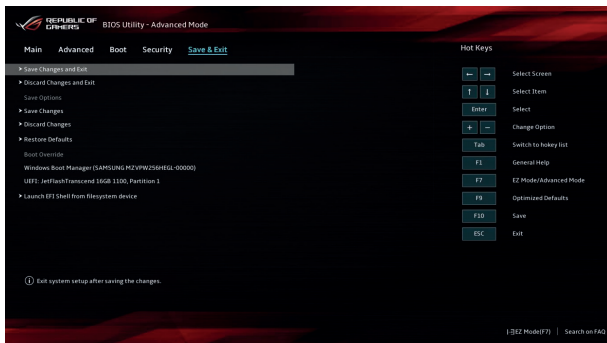 REPUBLIC OF
GAMERS
BIOS Utility - Advanced Mode
Main Advanced Boot Security Save & Exit
Hot Keys
> Save Changes and Exit
> Discard Changes and Exit
Save Options
> Save Changes
> Discard Changes
> Restore Defaults
Boot Override
Windows Boot Manager (SAMSUNG MZVPW256HEGL-00000)
UEFI: JetFlashTranscend 16GB 1100, Partition 1
> Launch EFI Shell from filesystem device
← → Select Screen
↑ ↓ Select Item
Enter Select
+ − Change Option
Tab Switch to hokey list
F1 General Help
F7 EZ Mode/Advanced Mode
F9 Optimized Defaults
F10 Save
ESC Exit
i Exit system setup after saving the changes.
EZ Mode(F7) | Search on FAQ